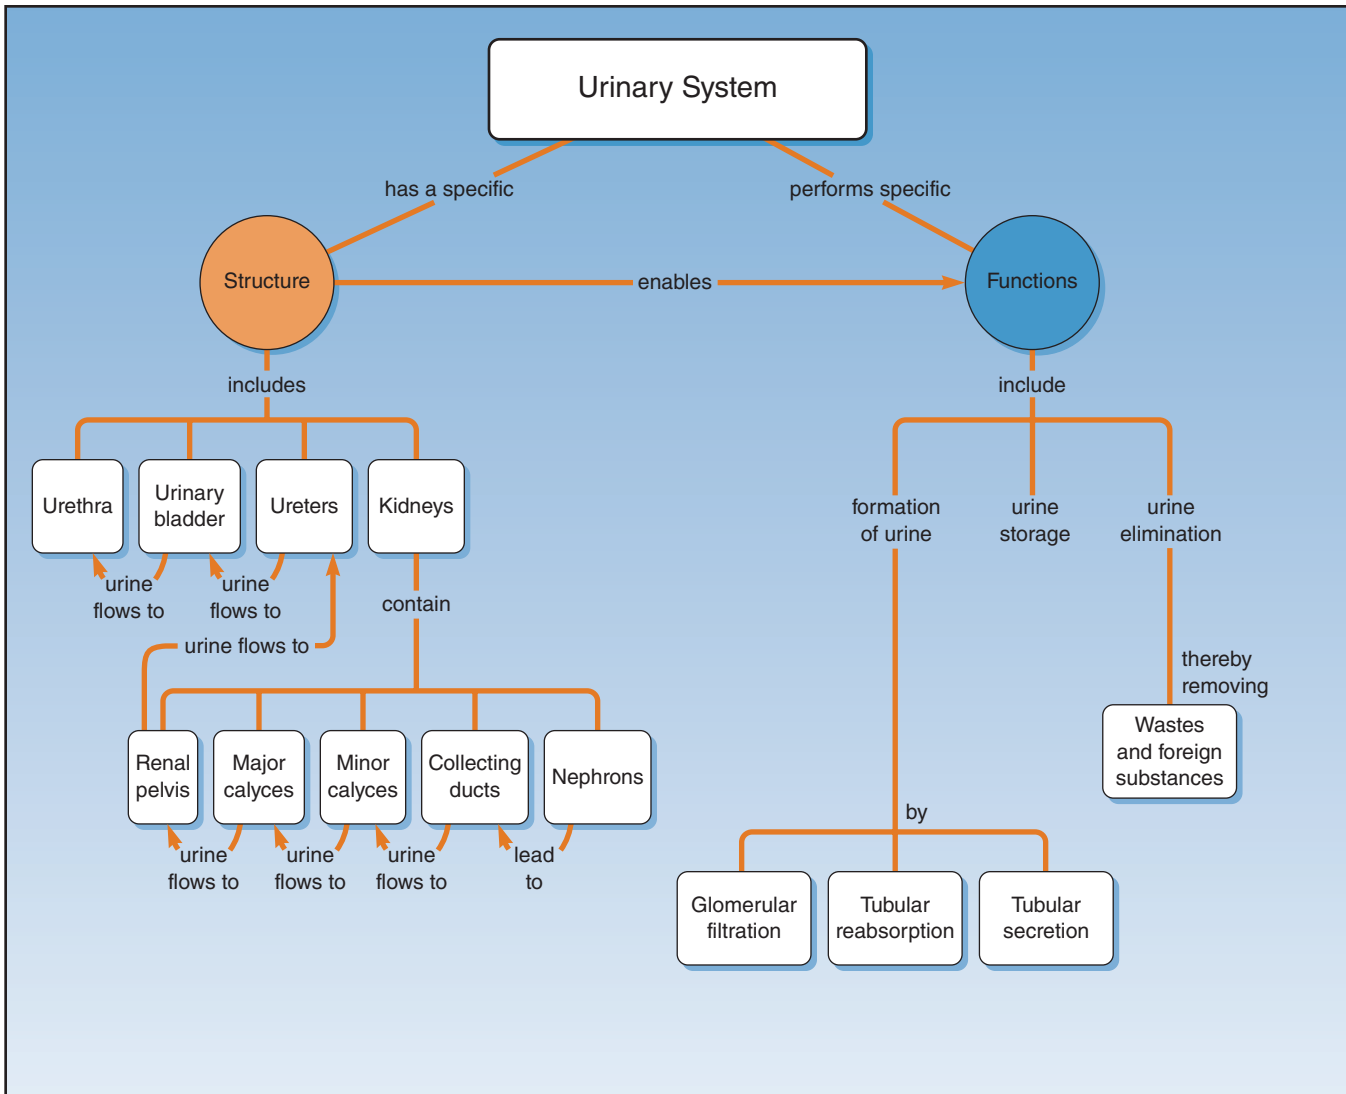 Urinary System
has a specific
performs specific
Structure
enables
Functions
includes
include
Urethra
Urinary
bladder
Ureters
Kidneys
formation
of urine
urine
storage
urine
elimination
urine
flows to
urine
flows to
contain
urine flows to
thereby
removing
Renal
pelvis
Major
calyces
Minor
calyces
Collecting
ducts
Nephrons
Wastes
and foreign
substances
by
urine
flows to
urine
flows to
urine
flows to
lead
to
Glomerular
filtration
Tubular
reabsorption
Tubular
secretion